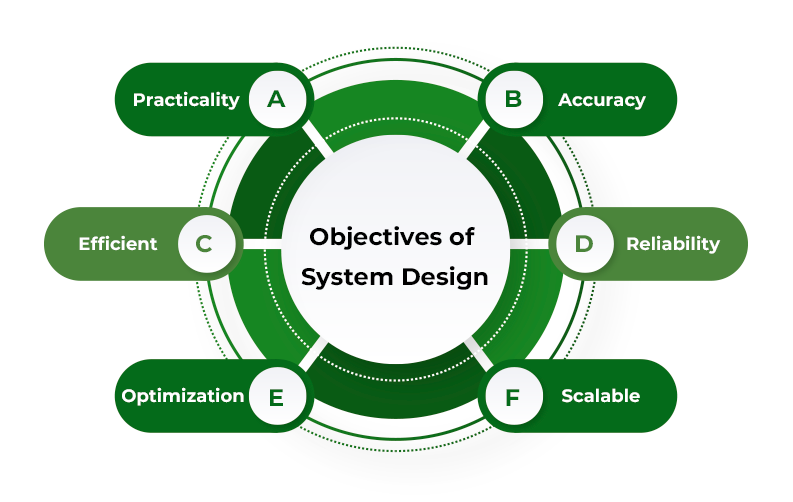 Practicality A
B Accuracy
Efficient C
Objectives of
System Design
D Reliability
Optimization E
F Scalable